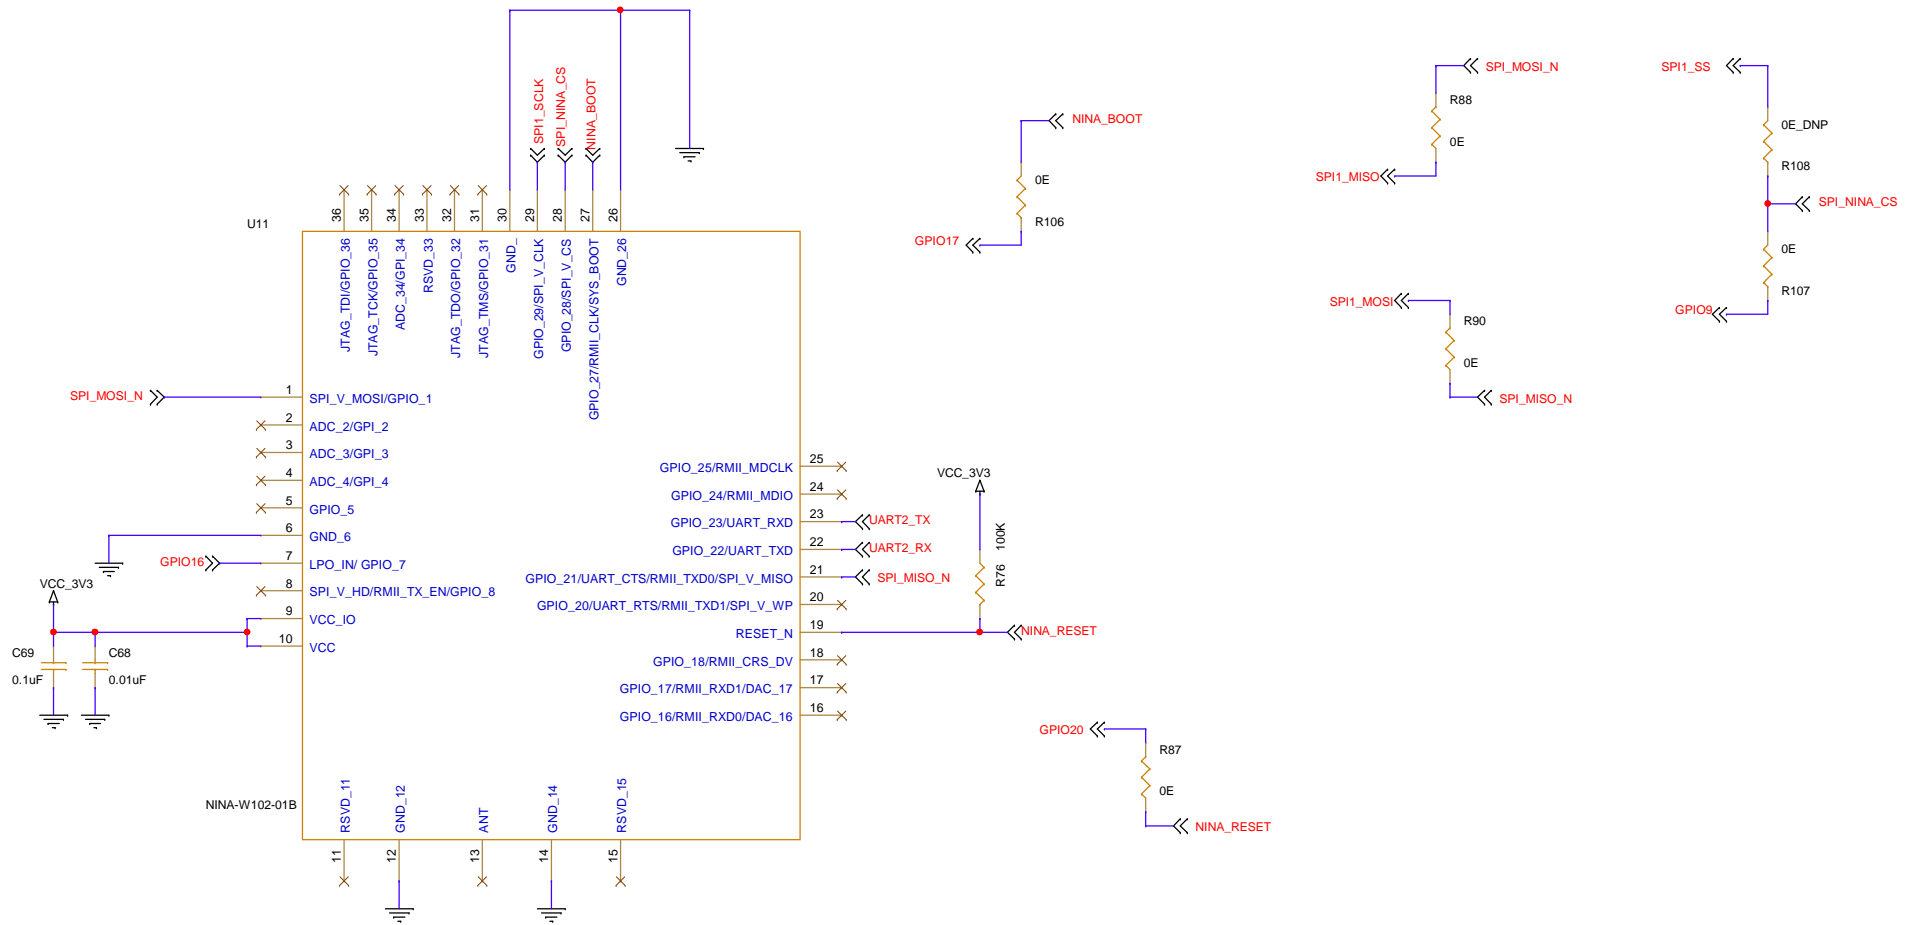 SPI1_SCLK
SPI_NINA_CS
NINA_BOOT
36
35
34
33
32
31
30
29
28
27
26
U11
JTAG_TDI/GPIO_36
JTAG_TCK/GPIO_35
ADC_34/GPI_34
RSVD_33
JTAG_TDO/GPIO_32
JTAG_TMS/GPIO_31
GND_
GPIO_29/SPI_V_CLK
GPIO_28/SPI_V_CS
GPIO_27/RMII_CLK/SYS_BOOT
GND_26
SPI_MOSI_N
1
SPI_V_MOSI/GPIO_1
2
ADC_2/GPI_2
3
ADC_3/GPI_3
4
ADC_4/GPI_4
5
GPIO_5
6
GND_6
GPIO16
7
LPO_IN/ GPIO_7
8
SPI_V_HD/RMII_TX_EN/GPIO_8
9
VCC_IO
10
VCC
VCC_3V3
C69
0.1uF
C68
0.01uF
GPIO_25/RMII_MDCLK
25
GPIO_24/RMII_MDIO
24
GPIO_23/UART_RXD
23
UART2_TX
GPIO_22/UART_TXD
22
UART2_RX
GPIO_21/UART_CTS/RMII_TXD0/SPI_V_MISO
21
SPI_MISO_N
GPIO_20/UART_RTS/RMII_TXD1/SPI_V_WP
20
RESET_N
19
NINA_RESET
GPIO_18/RMII_CRS_DV
18
GPIO_17/RMII_RXD1/DAC_17
17
GPIO_16/RMII_RXD0/DAC_16
16
VCC_3V3
100K
R76
NINA-W102-01B
RSVD_11
GND_12
ANT
GND_14
RSVD_15
11
12
13
14
15
NINA_BOOT
0E
R106
GPIO17
SPI_MOSI_N
R88
0E
SPI1_MISO
SPI1_MOSI
R90
0E
SPI_MISO_N
SPI1_SS
0E_DNP
R108
SPI_NINA_CS
0E
R107
GPIO9
GPIO20
R87
0E
NINA_RESET